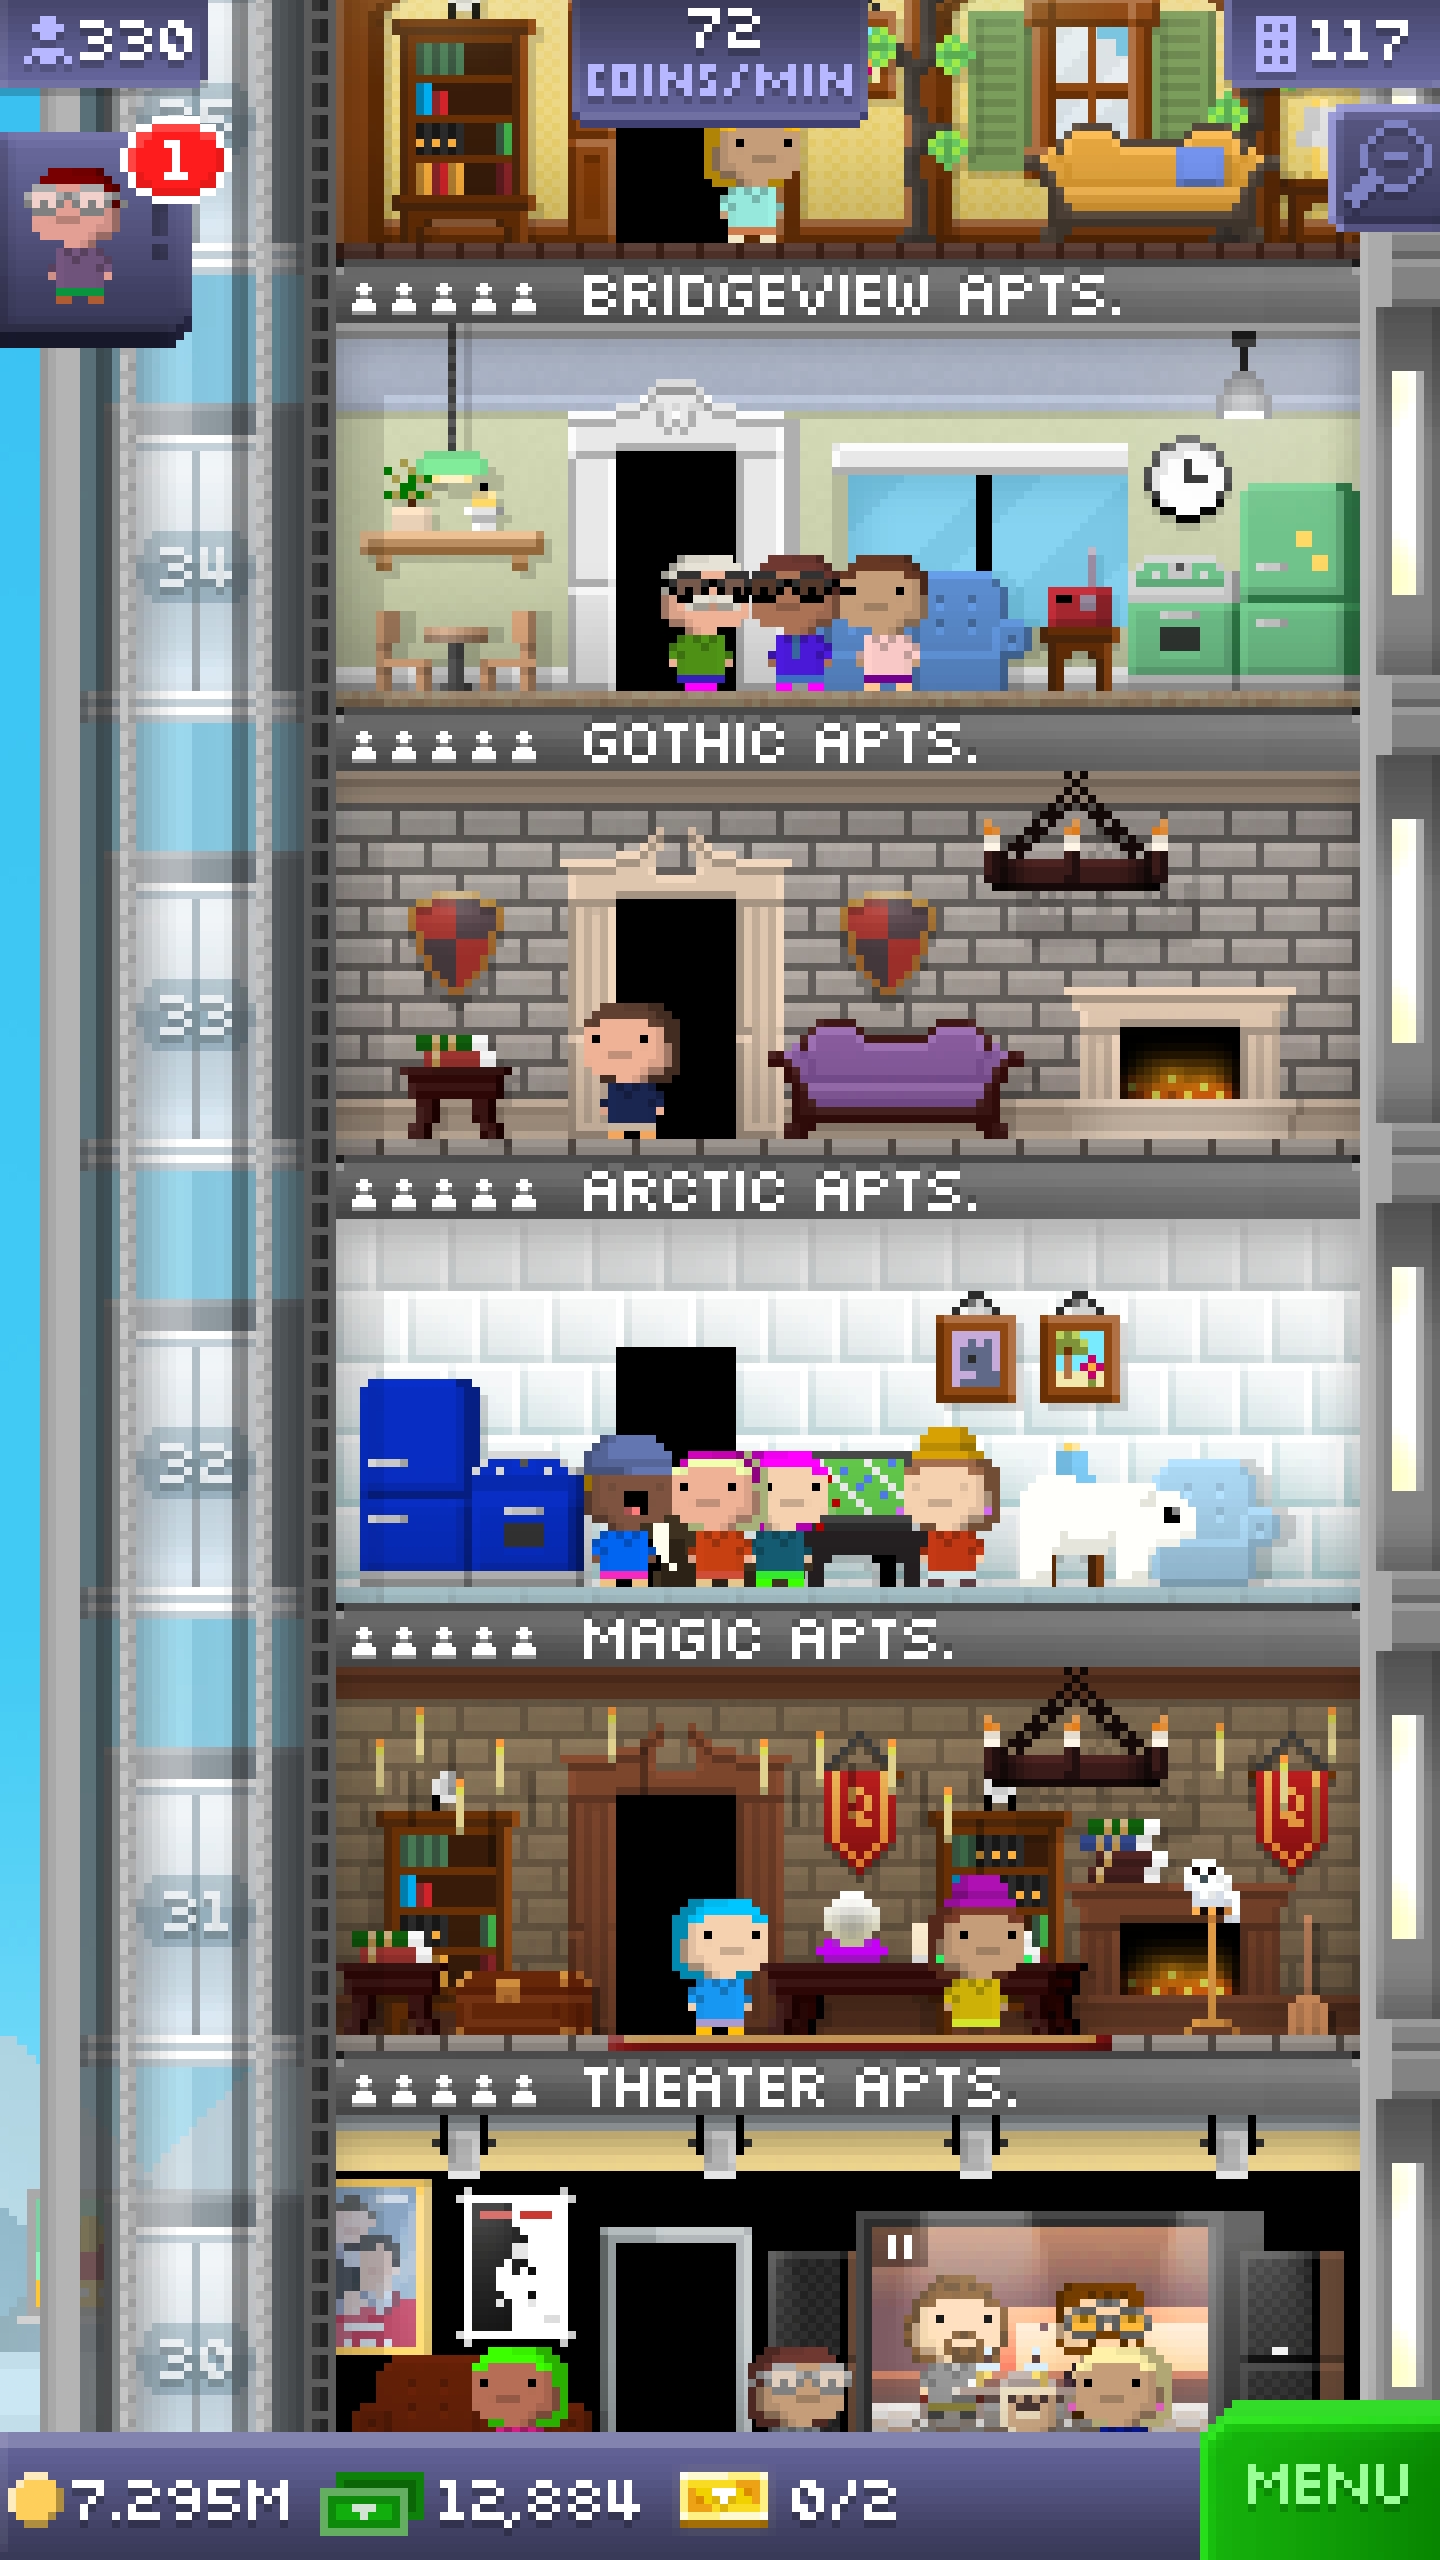 330
72
COINS/MIN
117
1
BRIDGEVIEW APTS.
34
GOTHIC APTS.
33
ARCTIC APTS.
32
MAGIC APTS.
31
THEATER APTS.
30
7.295M
12,884
0/2
MENU